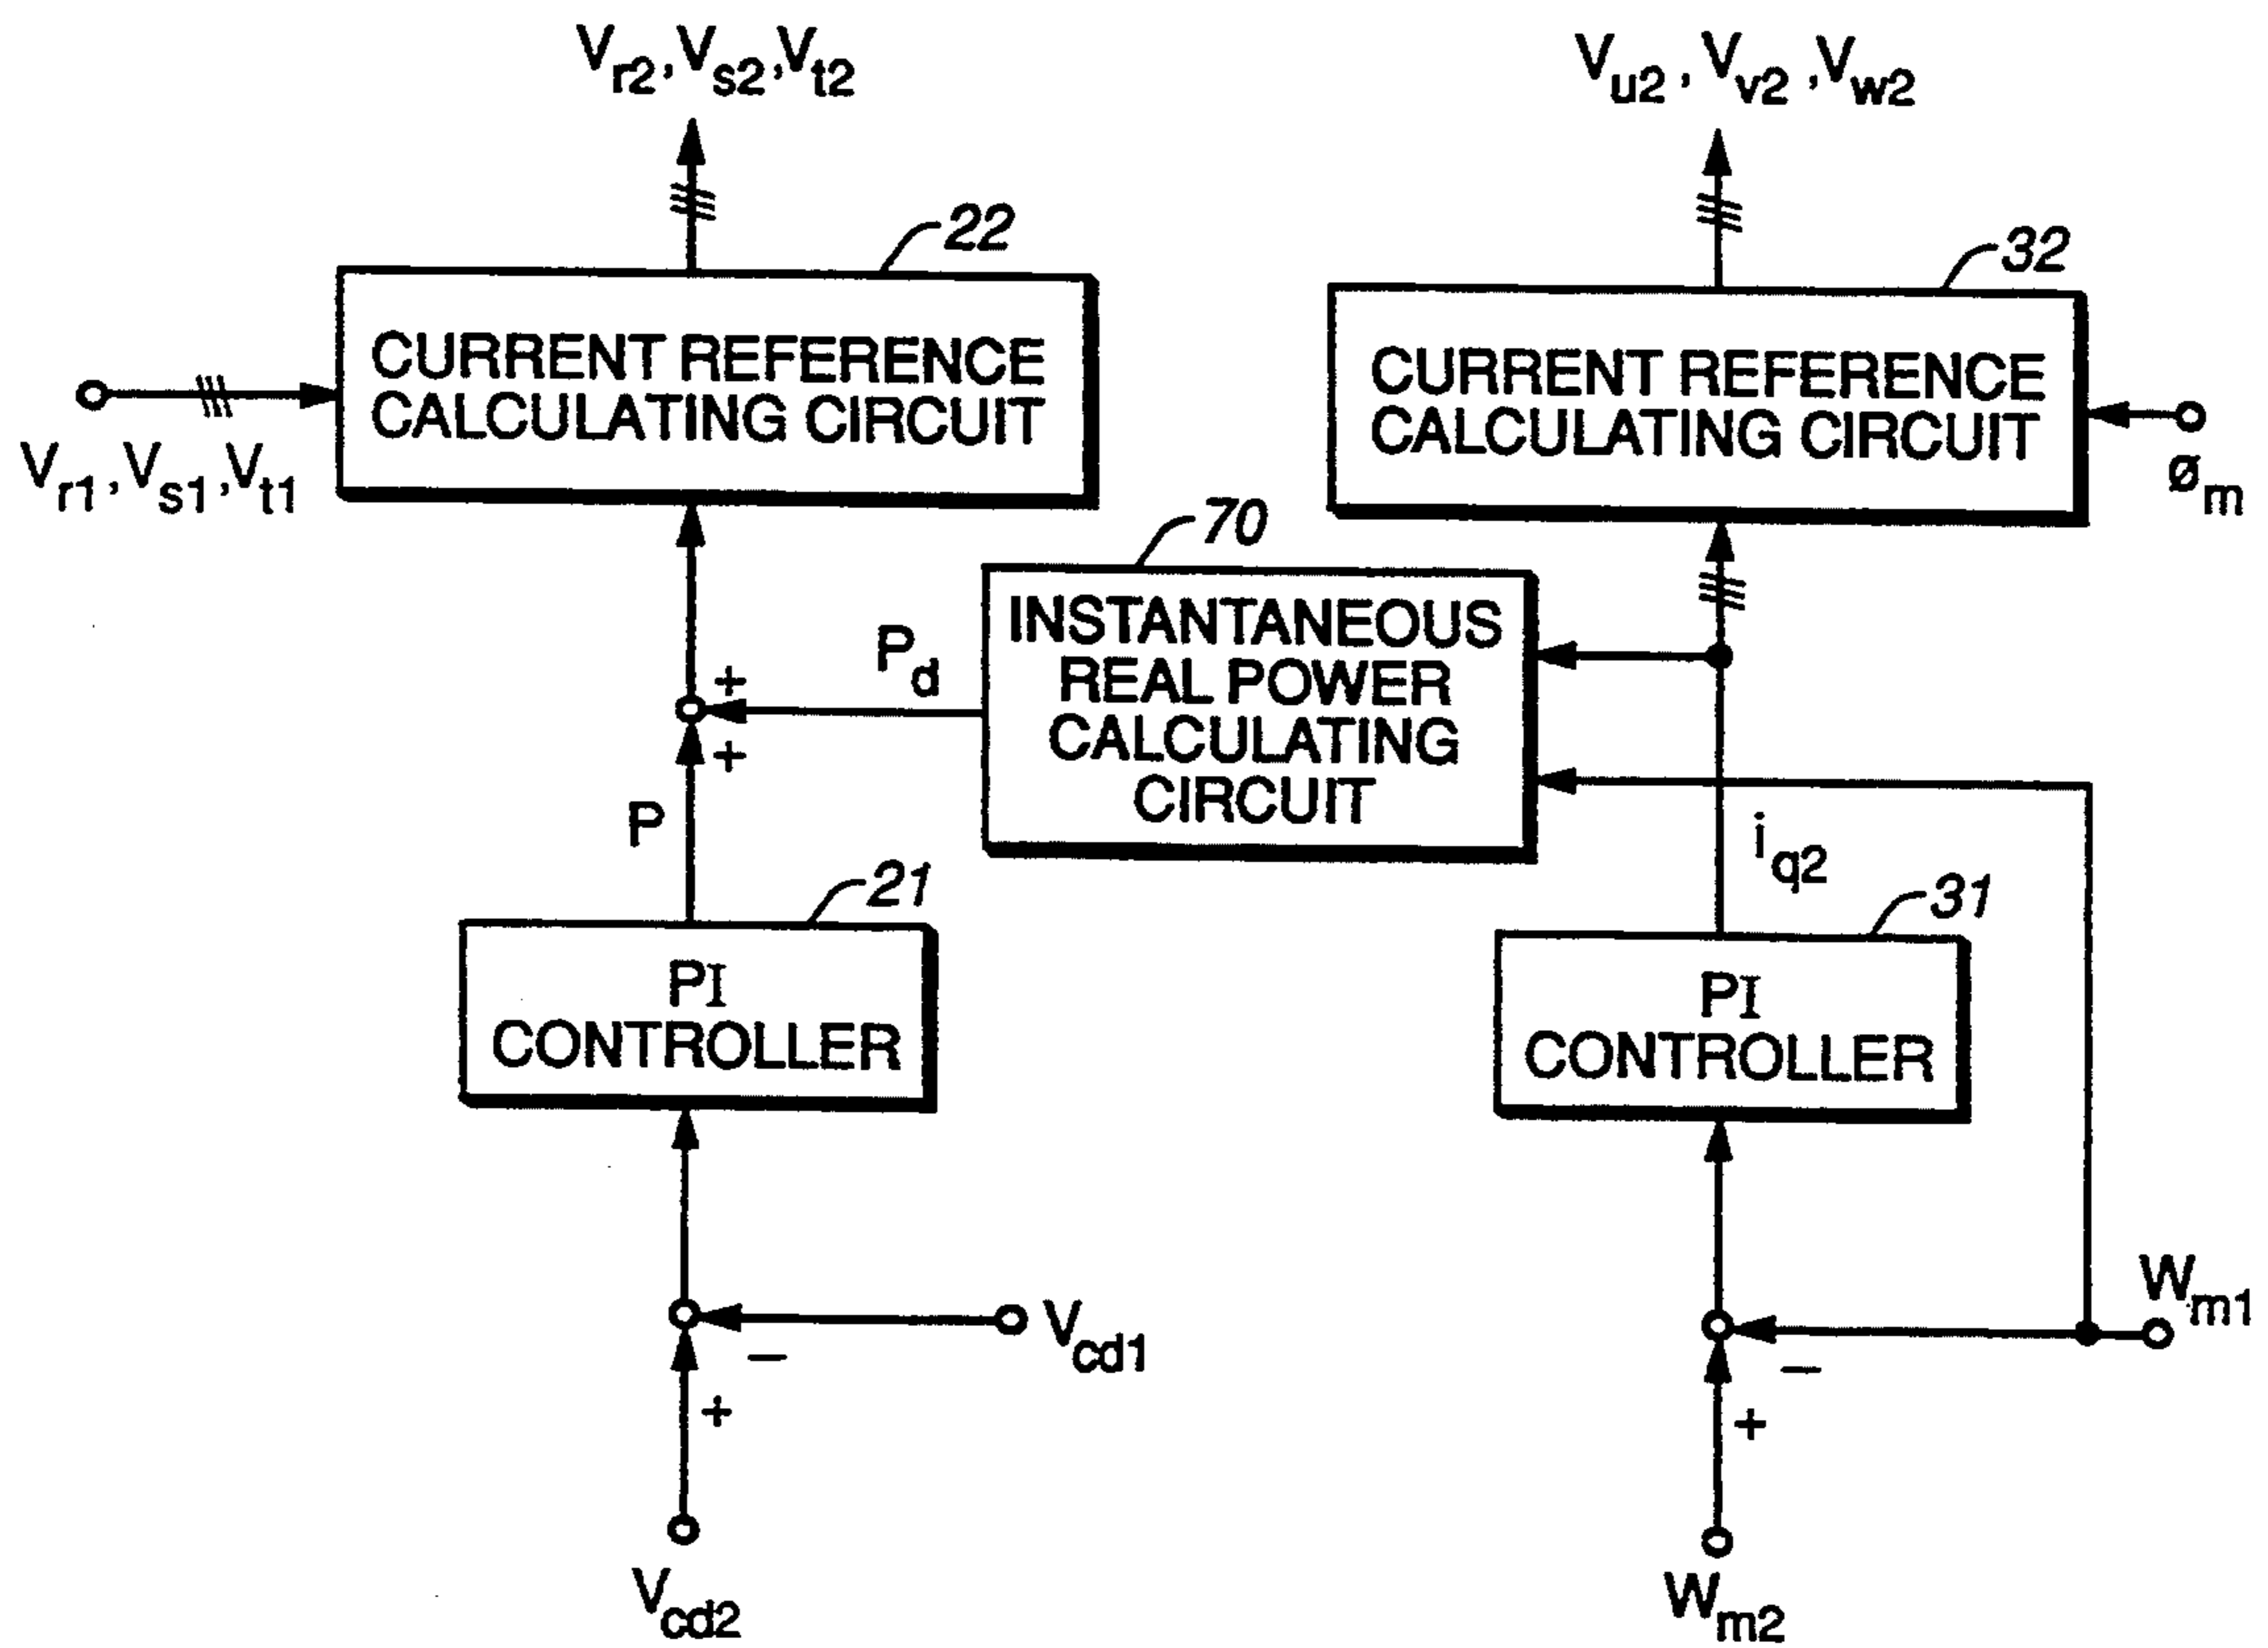 Vr2, Vs2, Vt2
Vu2, Vv2, Vw2
22
32
CURRENT REFERENCE
CALCULATING CIRCUIT
CURRENT REFERENCE
CALCULATING CIRCUIT
Vr1, Vs1, Vt1
øm
70
INSTANTANEOUS
REAL POWER
CALCULATING
CIRCUIT
Pd
+
+
P
iq2
21
31
PI
CONTROLLER
PI
CONTROLLER
Wm1
Vcd1
−
−
+
+
Vcd2
Wm2